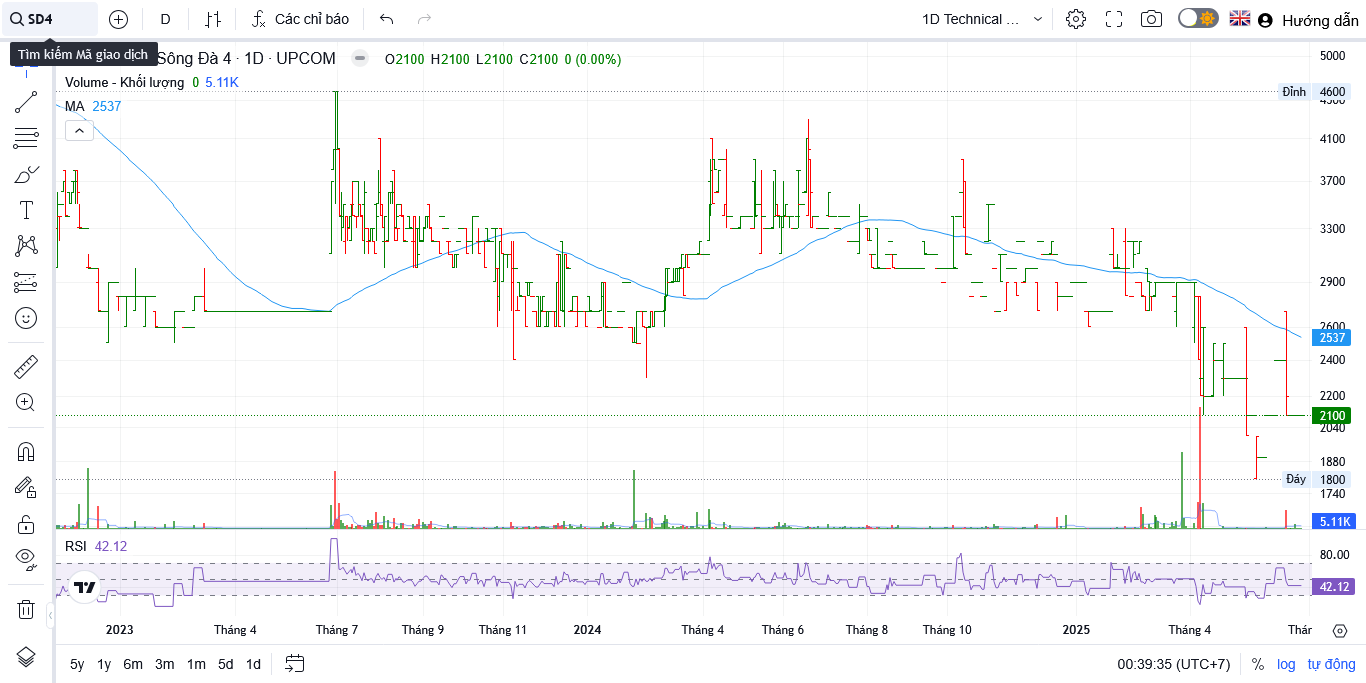 SD4
D
Các chỉ báo
1D Technical ...
Hướng dẫn
Tìm kiếm Mã giao dịch
Sông Đà 4 · 1D · UPCOM
O2100 H2100 L2100 C2100 0 (0.00%)
Volume - Khối lượng 0 5.11K
MA 2537
5000
Đỉnh 4600
4100
3700
3300
2900
2600
2537
2400
2200
2100
2040
1880
Đáy 1800
1740
5.11K
RSI 42.12
80.00
42.12
2023 Tháng 4 Tháng 7 Tháng 9 Tháng 11 2024 Tháng 4 Tháng 6 Tháng 8 Tháng 10 2025 Tháng 4 Thár
5y 1y 6m 3m 1m 5d 1d
00:39:35 (UTC+7) % log tự động